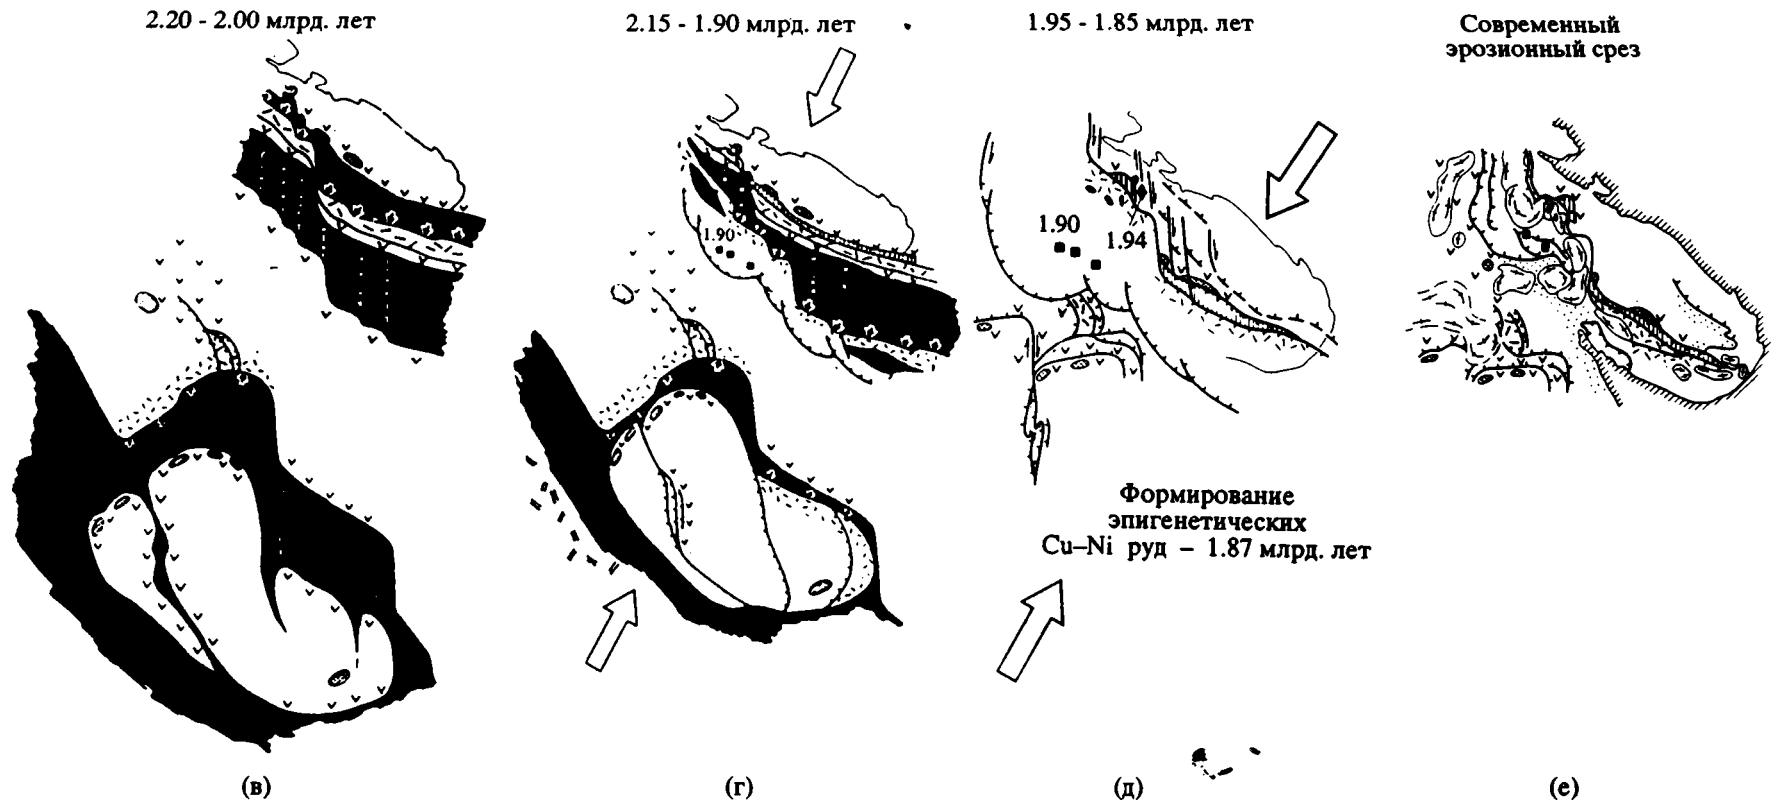 2.20 - 2.00 млрд. лет
2.15 - 1.90 млрд. лет
1.95 - 1.85 млрд. лет
Современный
эрозионный срез
1.90
1.90
1.94
Формирование
эпигенетических
Cu–Ni руд – 1.87 млрд. лет
(в)
(г)
(д)
(е)